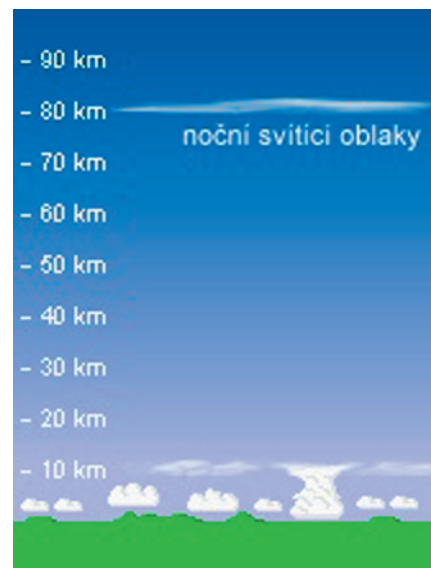 – 90 km
– 80 km
noční svítící oblaky
– 70 km
– 60 km
– 50 km
– 40 km
– 30 km
– 20 km
– 10 km